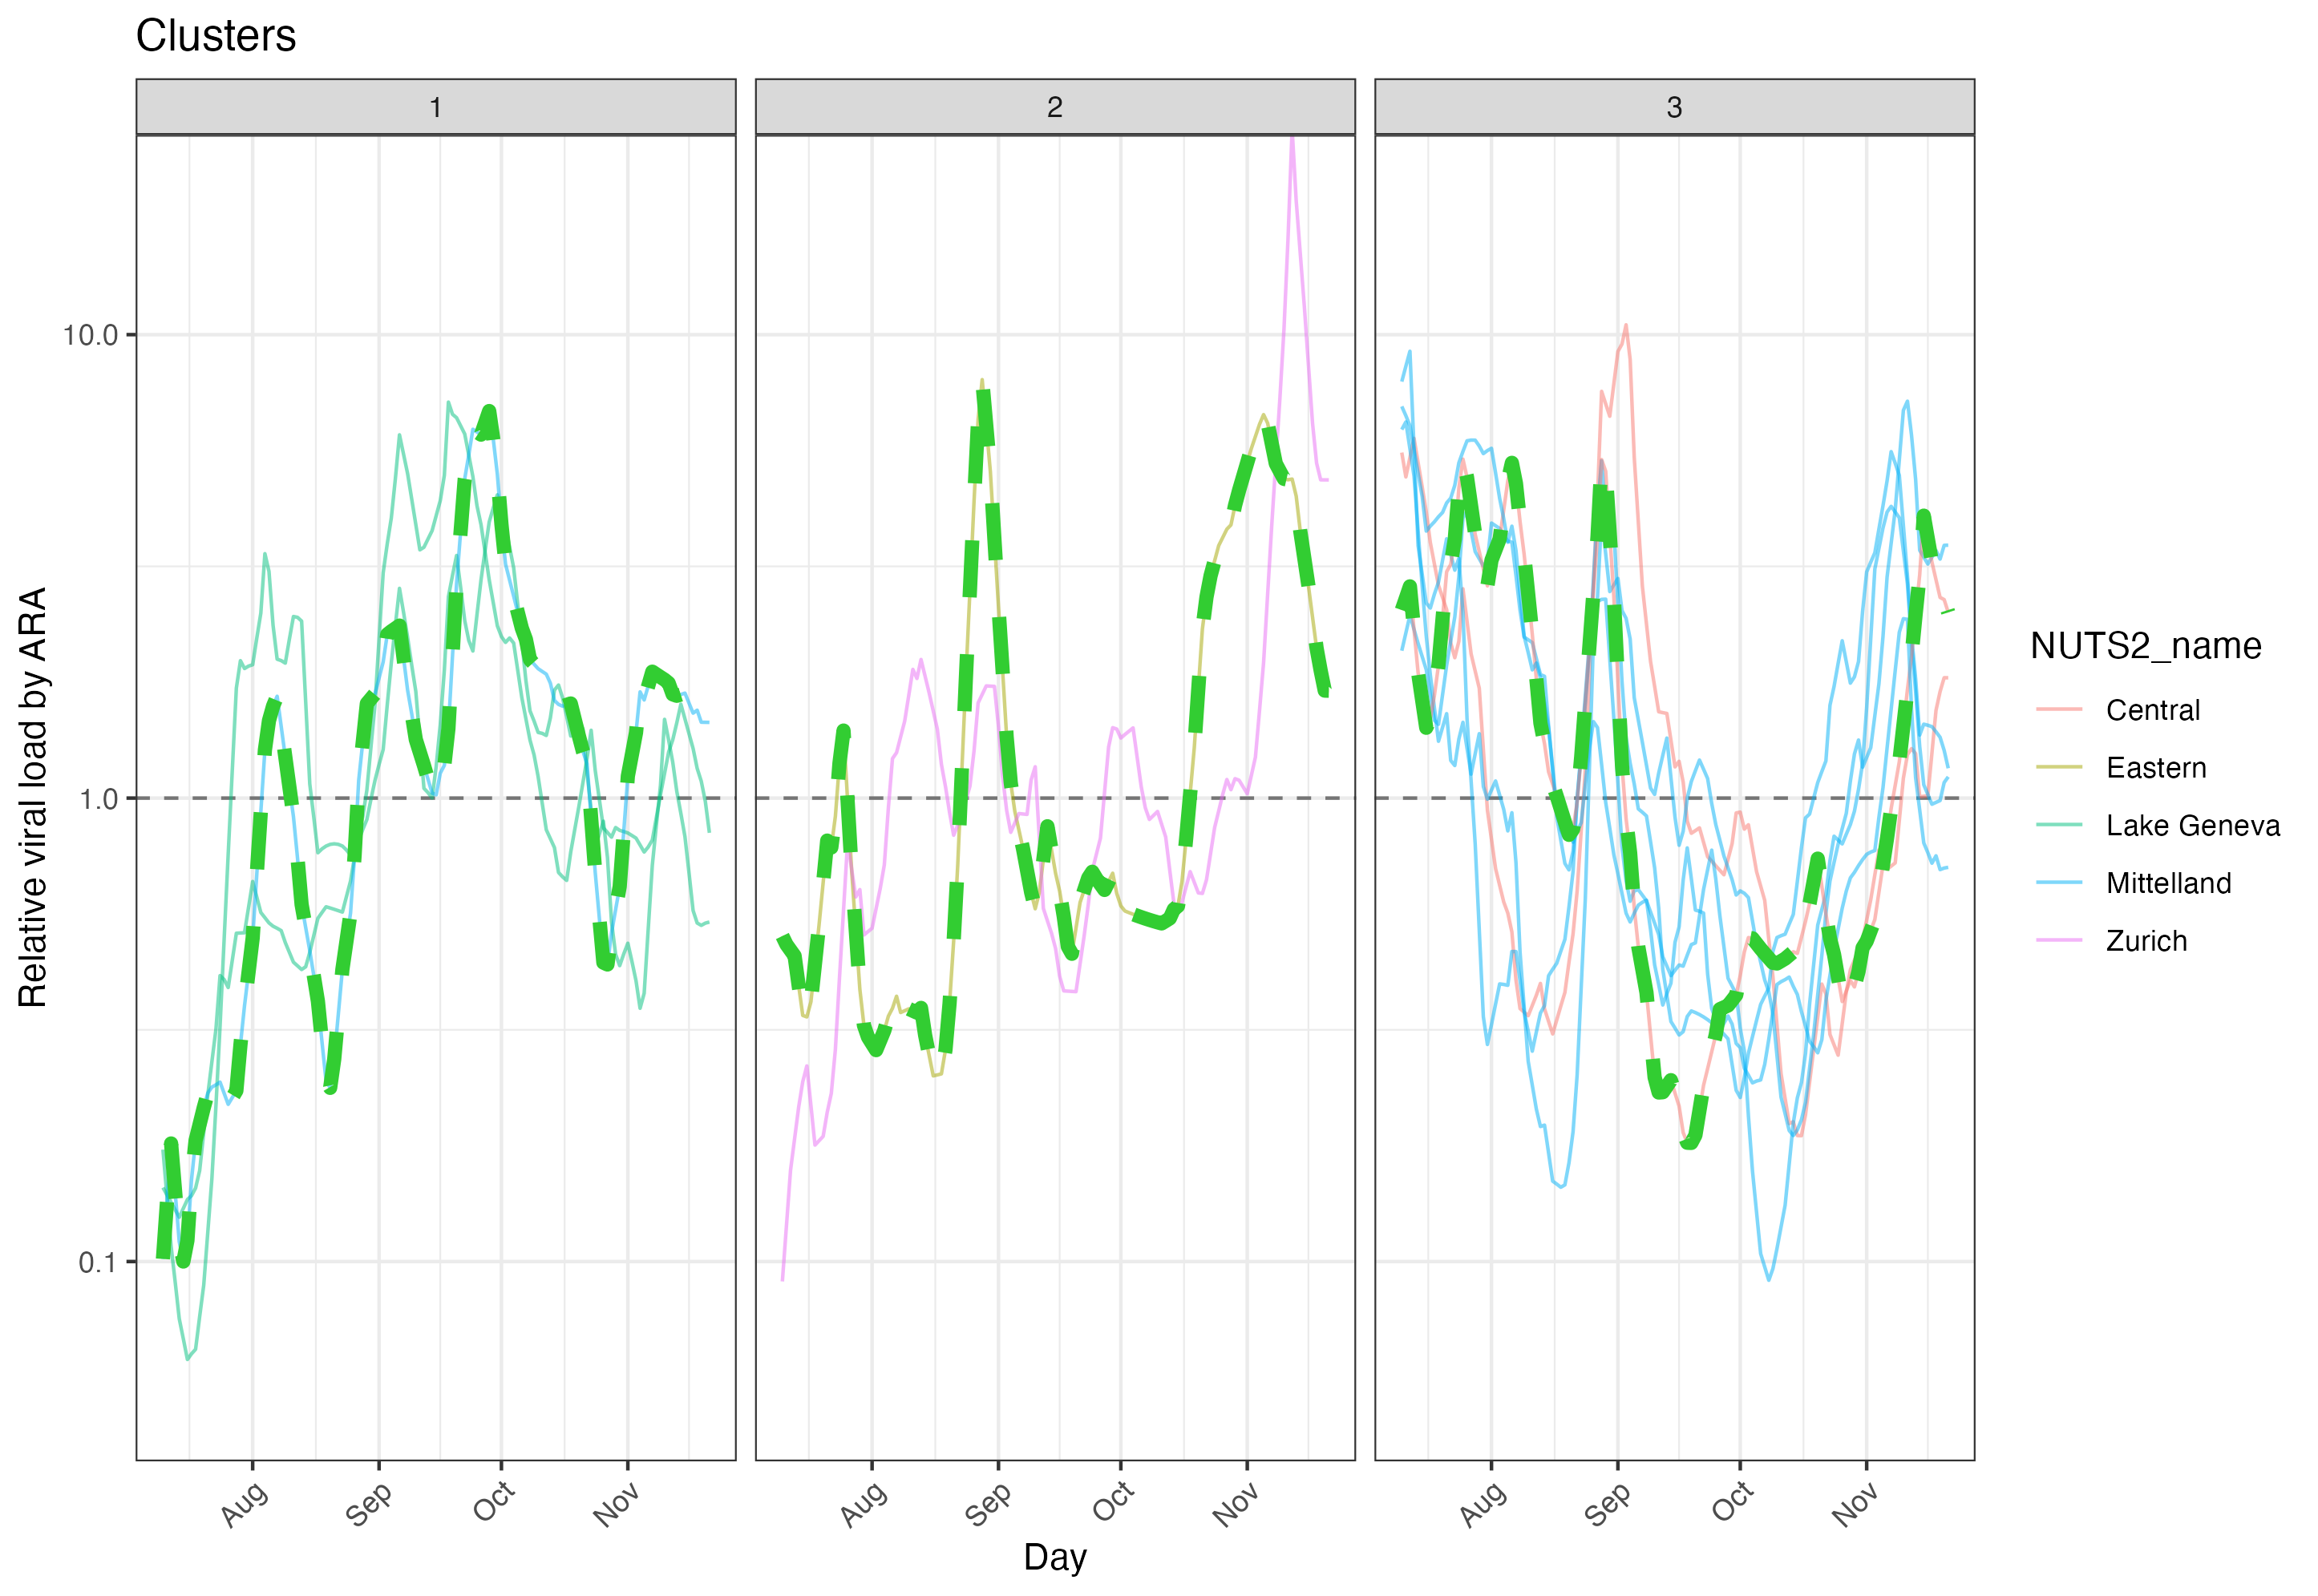 Clusters
1
2
3
Relative viral load by ARA
10.0
1.0
0.1
Aug
Sep
Oct
Nov
Aug
Sep
Oct
Nov
Aug
Sep
Oct
Nov
Day
NUTS2_name
Central
Eastern
Lake Geneva
Mittelland
Zurich